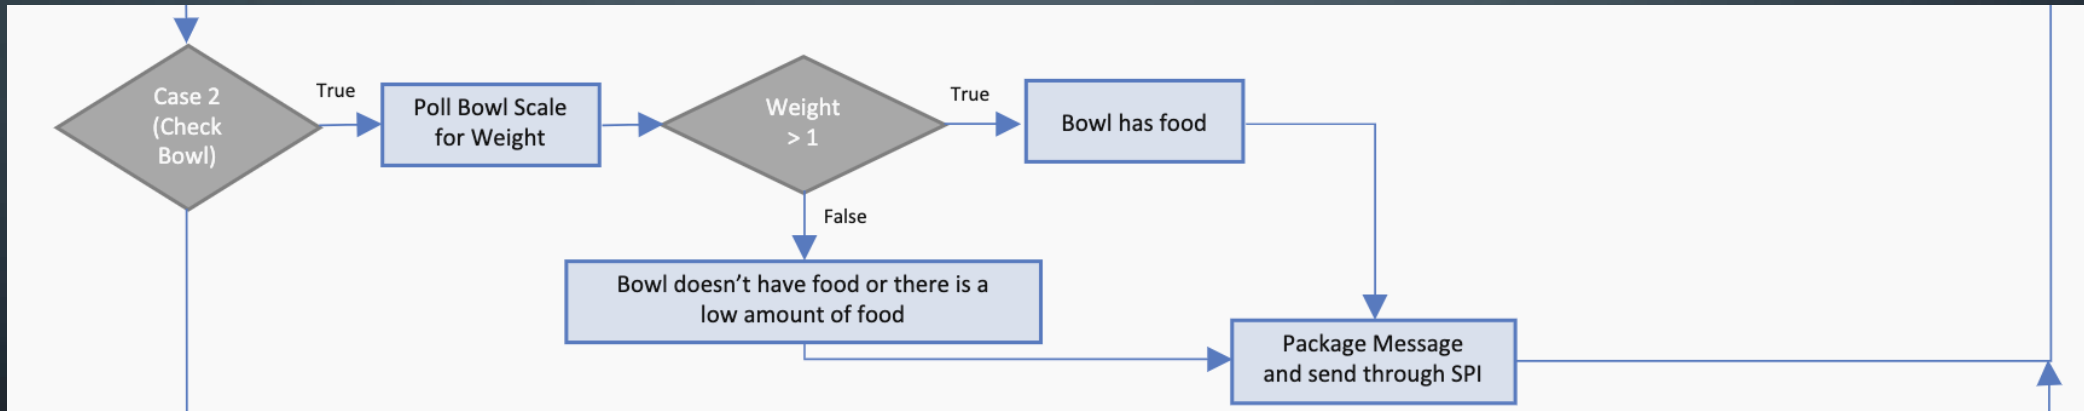 Case 2
(Check
Bowl)
True
Poll Bowl Scale
for Weight
Weight
> 1
True
Bowl has food
False
Bowl doesn’t have food or there is a
low amount of food
Package Message
and send through SPI